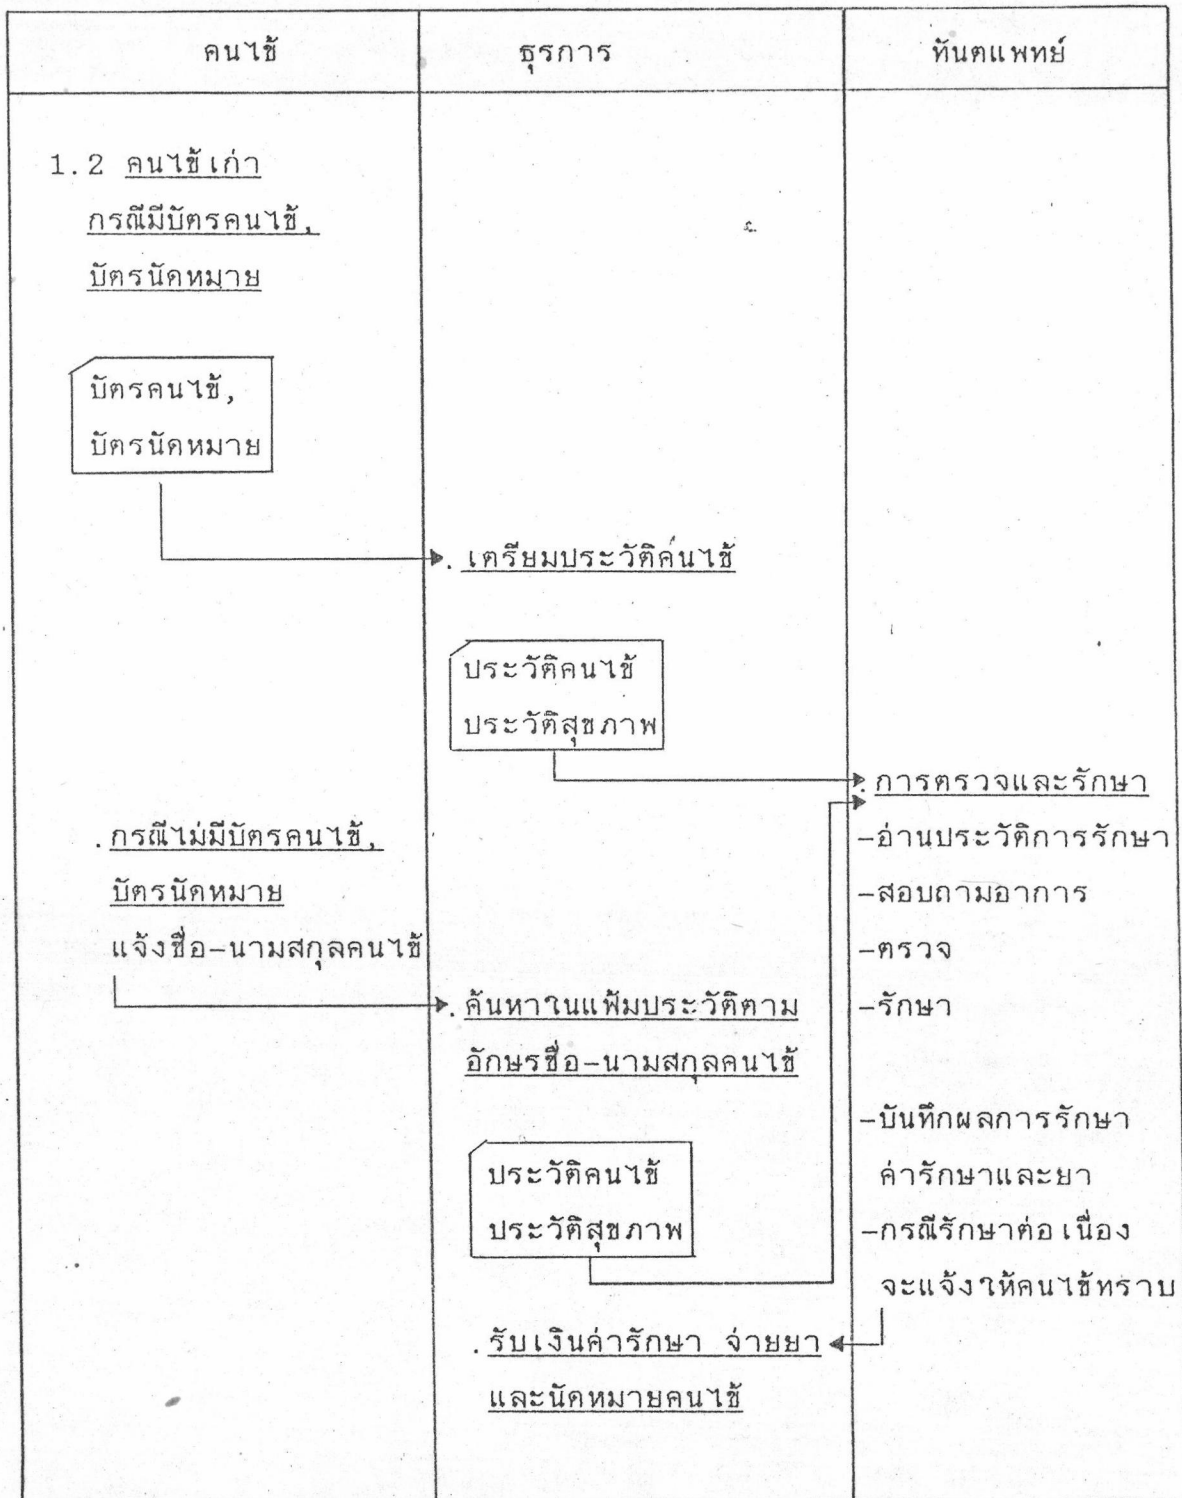 คนไข้ ธุรการ ทันตแพทย์
1.2 คนไข้เก่า
กรณีมีบัตรคนไข้,
บัตรนัดหมาย
บัตรคนไข้,
บัตรนัดหมาย
. เตรียมประวัติคนไข้
ประวัติคนไข้
ประวัติสุขภาพ
. การตรวจและรักษา
-อ่านประวัติการรักษา
-สอบถามอาการ
-ตรวจ
-รักษา
-บันทึกผลการรักษา
ค่ารักษาและยา
-กรณีรักษาต่อเนื่อง
จะแจ้งให้คนไข้ทราบ
. กรณีไม่มีบัตรคนไข้,
บัตรนัดหมาย
แจ้งชื่อ-นามสกุลคนไข้
. ค้นหาในแฟ้มประวัติตาม
อักษรชื่อ-นามสกุลคนไข้
ประวัติคนไข้
ประวัติสุขภาพ
. รับเงินค่ารักษา จ่ายยา
และนัดหมายคนไข้